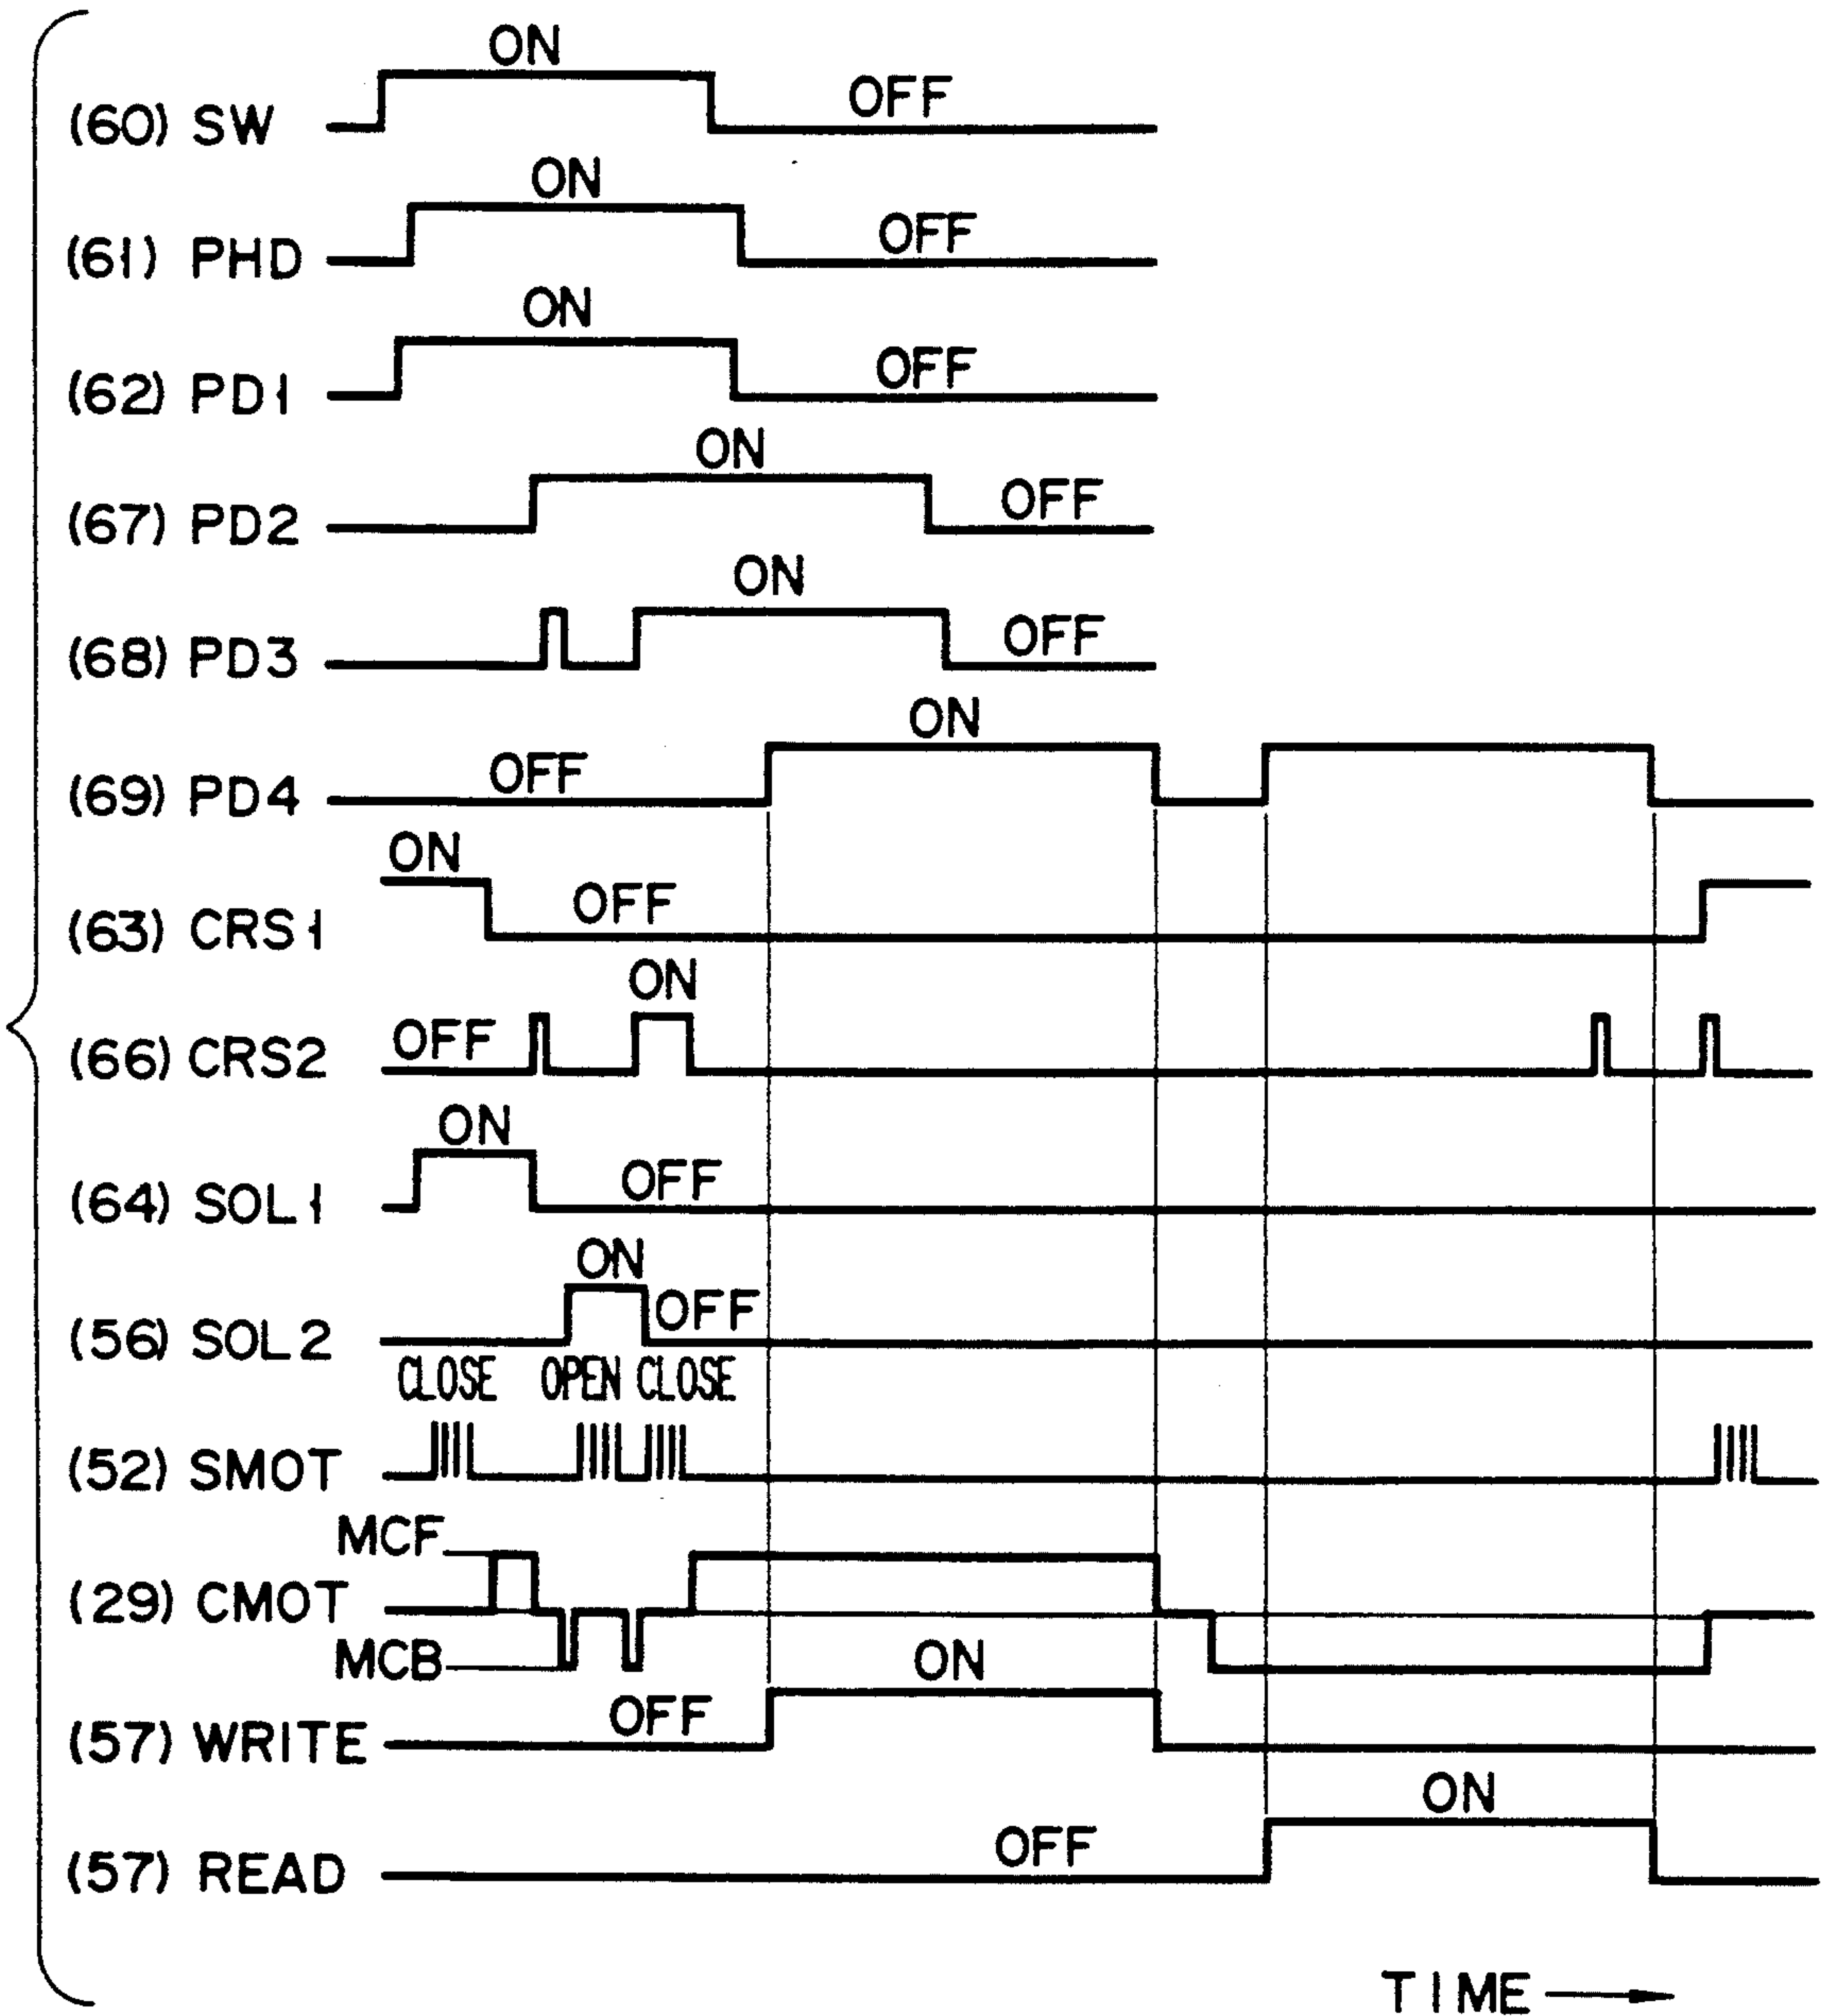 ON
(60) SW OFF
ON
(61) PHD OFF
ON
(62) PD1 OFF
ON
(67) PD2 OFF
ON
(68) PD3 OFF
ON
(69) PD4 OFF
ON
(63) CRS1 OFF
ON
(66) CRS2 OFF
ON
(64) SOL1 OFF
ON
(56) SOL2 OFF
CLOSE OPEN CLOSE
(52) SMOT
MCF
(29) CMOT
MCB ON
(57) WRITE OFF
ON
(57) READ OFF
TIME